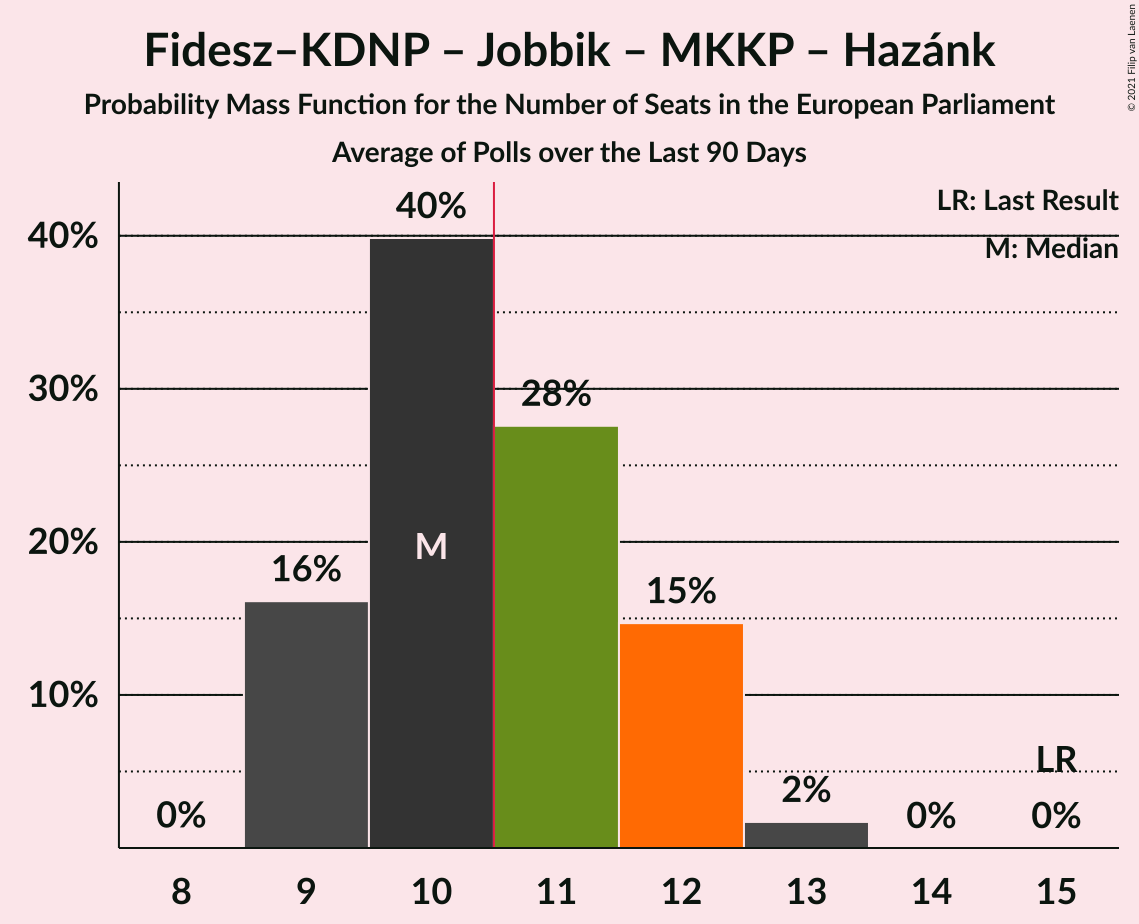 Fidesz–KDNP – Jobbik – MKKP – Hazánk
Probability Mass Function for the Number of Seats in the European Parliament
Average of Polls over the Last 90 Days
© 2021 Filip van Laenen
LR: Last Result
M: Median
40%
30%
20%
10%
0%
16%
40%
M
28%
15%
2%
0%
LR
0%
8 9 10 11 12 13 14 15